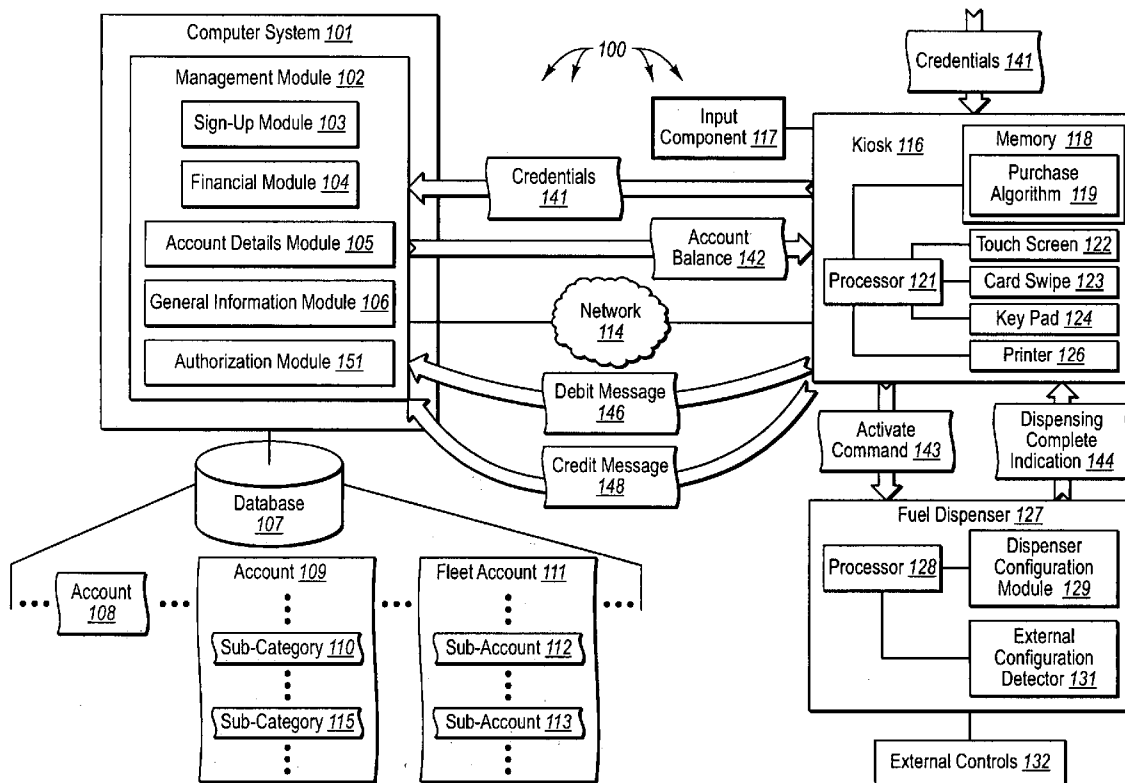 Computer System 101
Management Module 102
Sign-Up Module 103
Financial Module 104
Account Details Module 105
General Information Module 106
Authorization Module 151
100
Input
Component 117
Credentials
141
Account
Balance
142
Network
114
Debit Message
146
Credit Message
148
Credentials 141
Kiosk 116
Memory 118
Purchase
Algorithm
119
Processor 121
Touch Screen 122
Card Swipe 123
Key Pad 124
Printer 126
Activate
Command 143
Dispensing
Complete
Indication 144
Fuel Dispenser 127
Processor 128
Dispenser
Configuration
Module
129
External
Configuration
Detector
131
External Controls 132
Database
107
Account
108
Account 109
Sub-Category 110
Sub-Category 115
Fleet Account 111
Sub-Account 112
Sub-Account 113